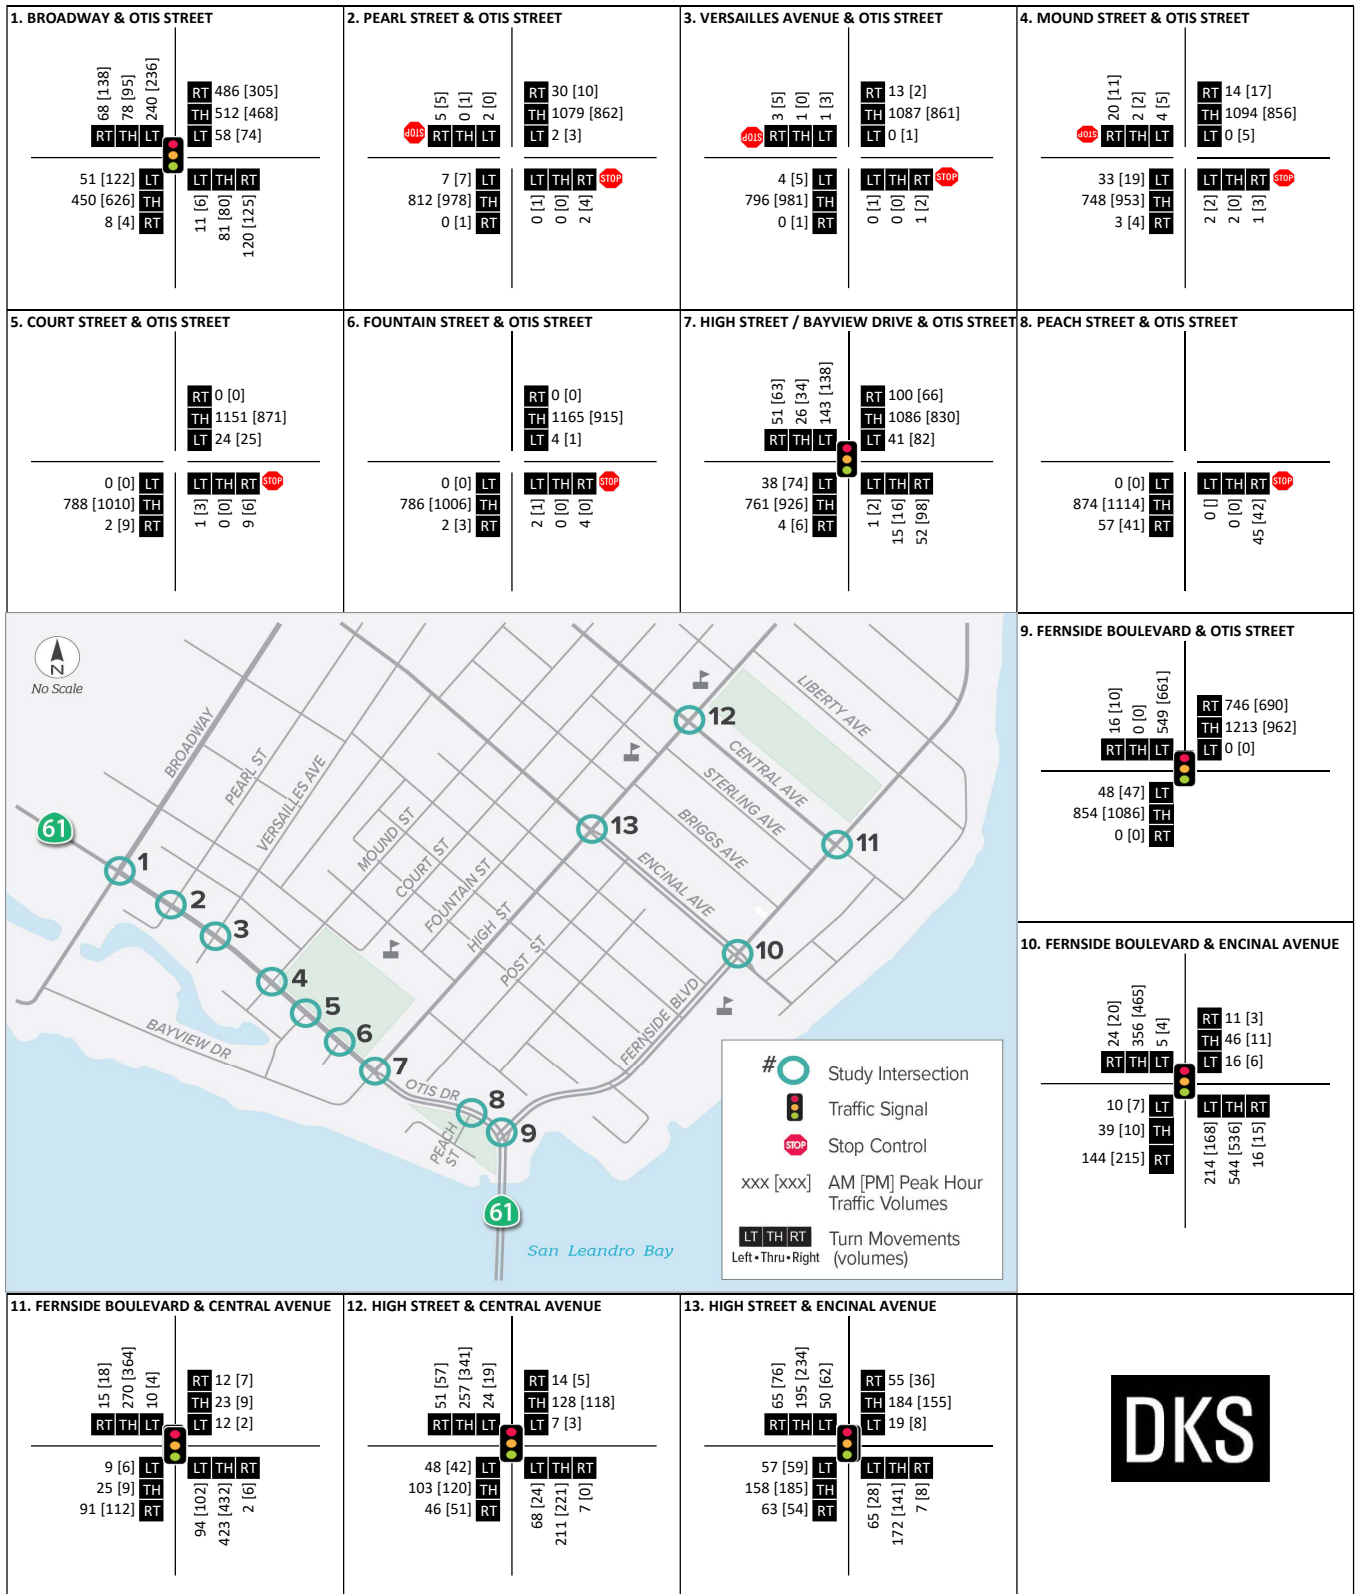 1. BROADWAY & OTIS STREET
68 [138]
78 [95]
240 [236]
RT TH LT
RT 486 [305]
TH 512 [468]
LT 58 [74]
51 [122] LT
450 [626] TH
8 [4] RT
LT TH RT
11 [6]
81 [80]
120 [125]
2. PEARL STREET & OTIS STREET
5 [5]
0 [1]
2 [0]
STOP RT TH LT
RT 30 [10]
TH 1079 [862]
LT 2 [3]
7 [7] LT
812 [978] TH
0 [1] RT
LT TH RT STOP
0 [1]
0 [0]
2 [4]
3. VERSAILLES AVENUE & OTIS STREET
3 [5]
1 [0]
1 [3]
STOP RT TH LT
RT 13 [2]
TH 1087 [861]
LT 0 [1]
4 [5] LT
796 [981] TH
0 [1] RT
LT TH RT STOP
0 [1]
0 [0]
1 [2]
4. MOUND STREET & OTIS STREET
20 [11]
2 [2]
4 [5]
STOP RT TH LT
RT 14 [17]
TH 1094 [856]
LT 0 [5]
33 [19] LT
748 [953] TH
3 [4] RT
LT TH RT STOP
2 [2]
2 [0]
1 [3]
5. COURT STREET & OTIS STREET
RT 0 [0]
TH 1151 [871]
LT 24 [25]
0 [0] LT
788 [1010] TH
2 [9] RT
LT TH RT STOP
1 [3]
0 [0]
9 [6]
6. FOUNTAIN STREET & OTIS STREET
RT 0 [0]
TH 1165 [915]
LT 4 [1]
0 [0] LT
786 [1006] TH
2 [3] RT
LT TH RT STOP
2 [1]
0 [0]
4 [0]
7. HIGH STREET / BAYVIEW DRIVE & OTIS STREET
51 [63]
26 [34]
143 [138]
RT TH LT
RT 100 [66]
TH 1086 [830]
LT 41 [82]
38 [74] LT
761 [926] TH
4 [6] RT
LT TH RT
1 [2]
15 [16]
52 [98]
8. PEACH STREET & OTIS STREET
0 [0] LT
874 [1114] TH
57 [41] RT
LT TH RT STOP
0 []
0 [0]
45 [42]
N
No Scale
61
BROADWAY
PEARL ST
VERSAILLES AVE
MOUND ST
COURT ST
FOUNTAIN ST
HIGH ST
POST ST
LIBERTY AVE
CENTRAL AVE
STERLING AVE
BRIGGS AVE
ENCINAL AVE
FERNSIDE BLVD
BAYVIEW DR
OTIS DR
PEACH ST
1
2
3
4
5
6
7
8
9
10
11
12
13
61
San Leandro Bay
# Study Intersection
Traffic Signal
STOP Stop Control
xxx [xxx] AM [PM] Peak Hour
Traffic Volumes
LT TH RT Turn Movements
Left•Thru•Right (volumes)
9. FERNSIDE BOULEVARD & OTIS STREET
16 [10]
0 [0]
549 [661]
RT TH LT
RT 746 [690]
TH 1213 [962]
LT 0 [0]
48 [47] LT
854 [1086] TH
0 [0] RT
10. FERNSIDE BOULEVARD & ENCINAL AVENUE
24 [20]
356 [465]
5 [4]
RT TH LT
RT 11 [3]
TH 46 [11]
LT 16 [6]
10 [7] LT
39 [10] TH
144 [215] RT
LT TH RT
214 [168]
544 [536]
16 [15]
11. FERNSIDE BOULEVARD & CENTRAL AVENUE
15 [18]
270 [364]
10 [4]
RT TH LT
RT 12 [7]
TH 23 [9]
LT 12 [2]
9 [6] LT
25 [9] TH
91 [112] RT
LT TH RT
94 [102]
423 [432]
2 [6]
12. HIGH STREET & CENTRAL AVENUE
51 [57]
257 [341]
24 [19]
RT TH LT
RT 14 [5]
TH 128 [118]
LT 7 [3]
48 [42] LT
103 [120] TH
46 [51] RT
LT TH RT
68 [24]
211 [221]
7 [0]
13. HIGH STREET & ENCINAL AVENUE
65 [76]
195 [234]
50 [62]
RT TH LT
RT 55 [36]
TH 184 [155]
LT 19 [8]
57 [59] LT
158 [185] TH
63 [54] RT
LT TH RT
65 [28]
172 [141]
7 [8]
DKS